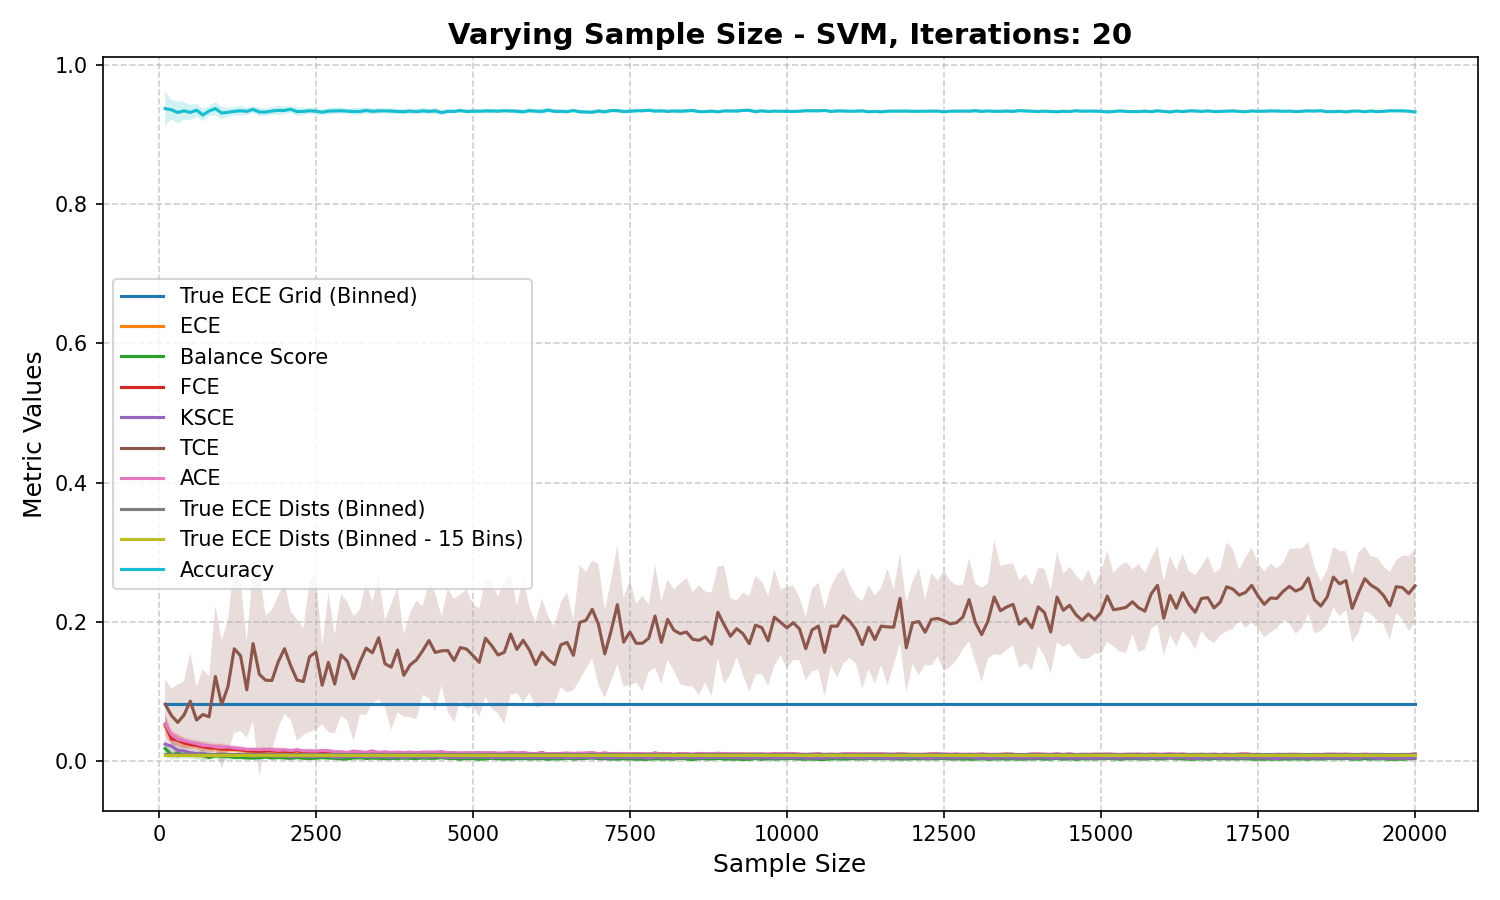 Varying Sample Size - SVM, Iterations: 20
Metric Values
1.0
0.8
0.6
0.4
0.2
0.0
True ECE Grid (Binned)
ECE
Balance Score
FCE
KSCE
TCE
ACE
True ECE Dists (Binned)
True ECE Dists (Binned - 15 Bins)
Accuracy
0 2500 5000 7500 10000 12500 15000 17500 20000
Sample Size